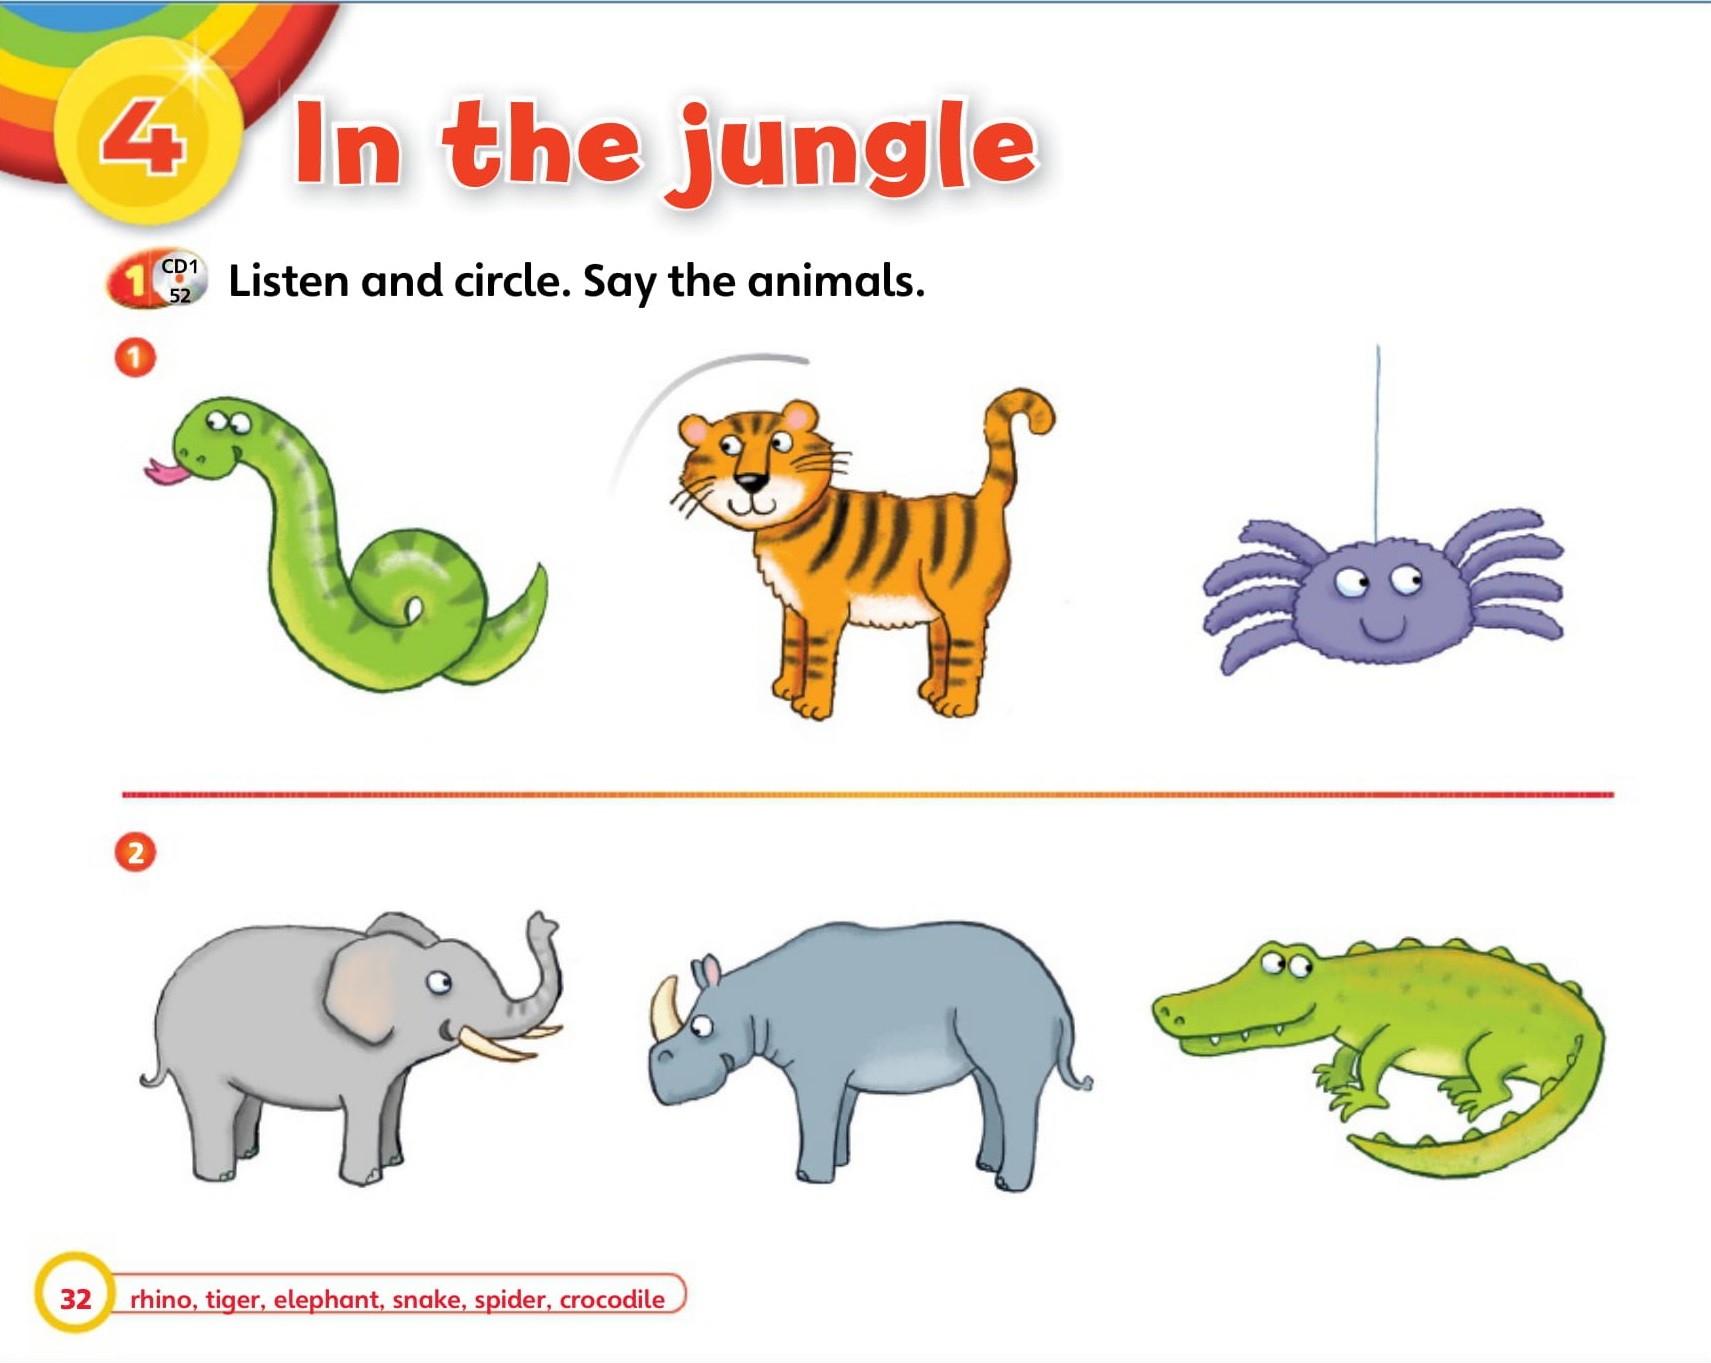 4
In the jungle
1 CD1
52
Listen and circle. Say the animals.
1
2
32
rhino, tiger, elephant, snake, spider, crocodile